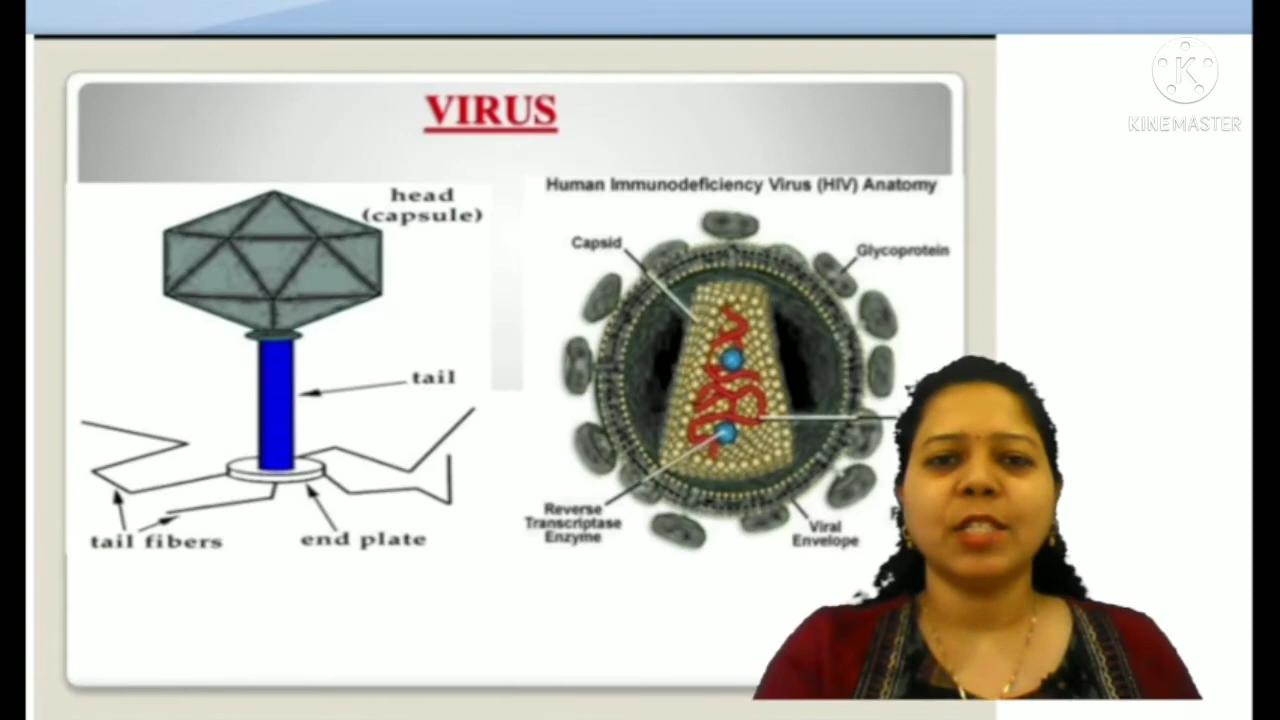 VIRUS
head
(capsule)
tail
tail fibers
end plate
Human Immunodeficiency Virus (HIV) Anatomy
Capsid
Glycoprotein
Reverse
Transcriptase
Enzyme
Viral
Envelope
K
KINEMASTER